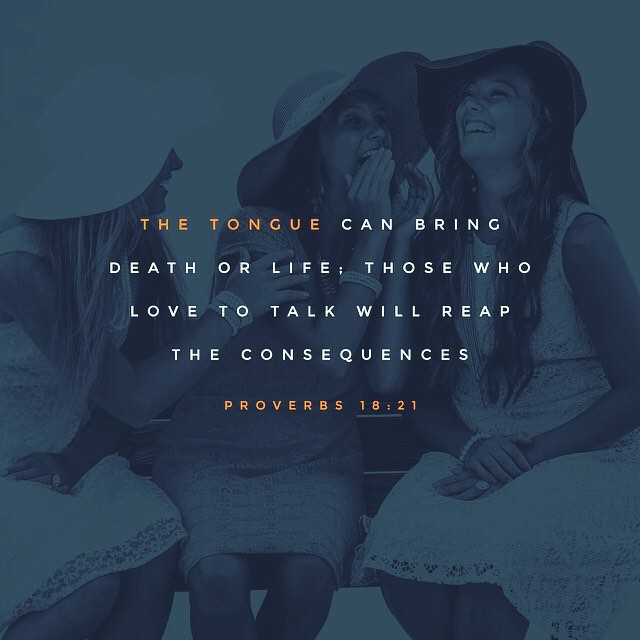 THE TONGUE CAN BRING
DEATH OR LIFE; THOSE WHO
LOVE TO TALK WILL REAP
THE CONSEQUENCES
PROVERBS 18:21